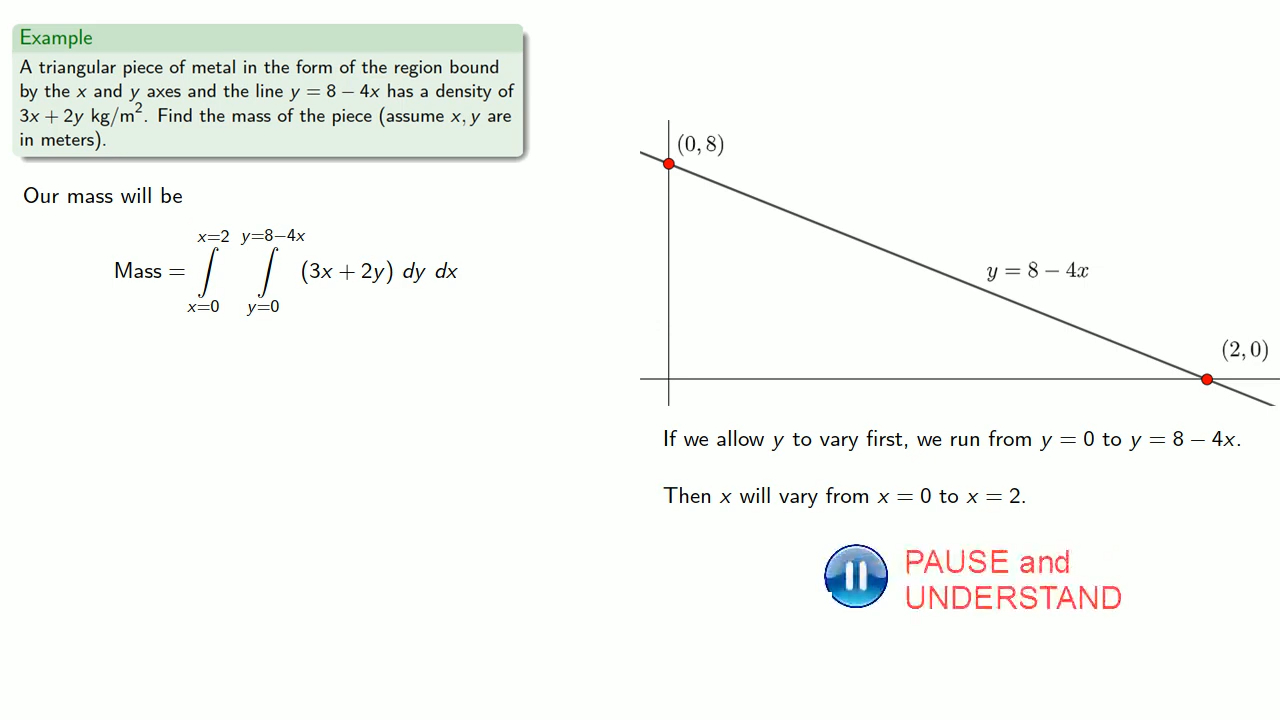 Example
A triangular piece of metal in the form of the region bound
by the x and y axes and the line y = 8 − 4x has a density of
3x + 2y kg/m². Find the mass of the piece (assume x, y are
in meters).
Our mass will be
x=2 y=8−4x
Mass = ∫ ∫ (3x + 2y) dy dx
x=0 y=0
(0, 8)
y = 8 − 4x
(2, 0)
If we allow y to vary first, we run from y = 0 to y = 8 − 4x.
Then x will vary from x = 0 to x = 2.
PAUSE and
UNDERSTAND